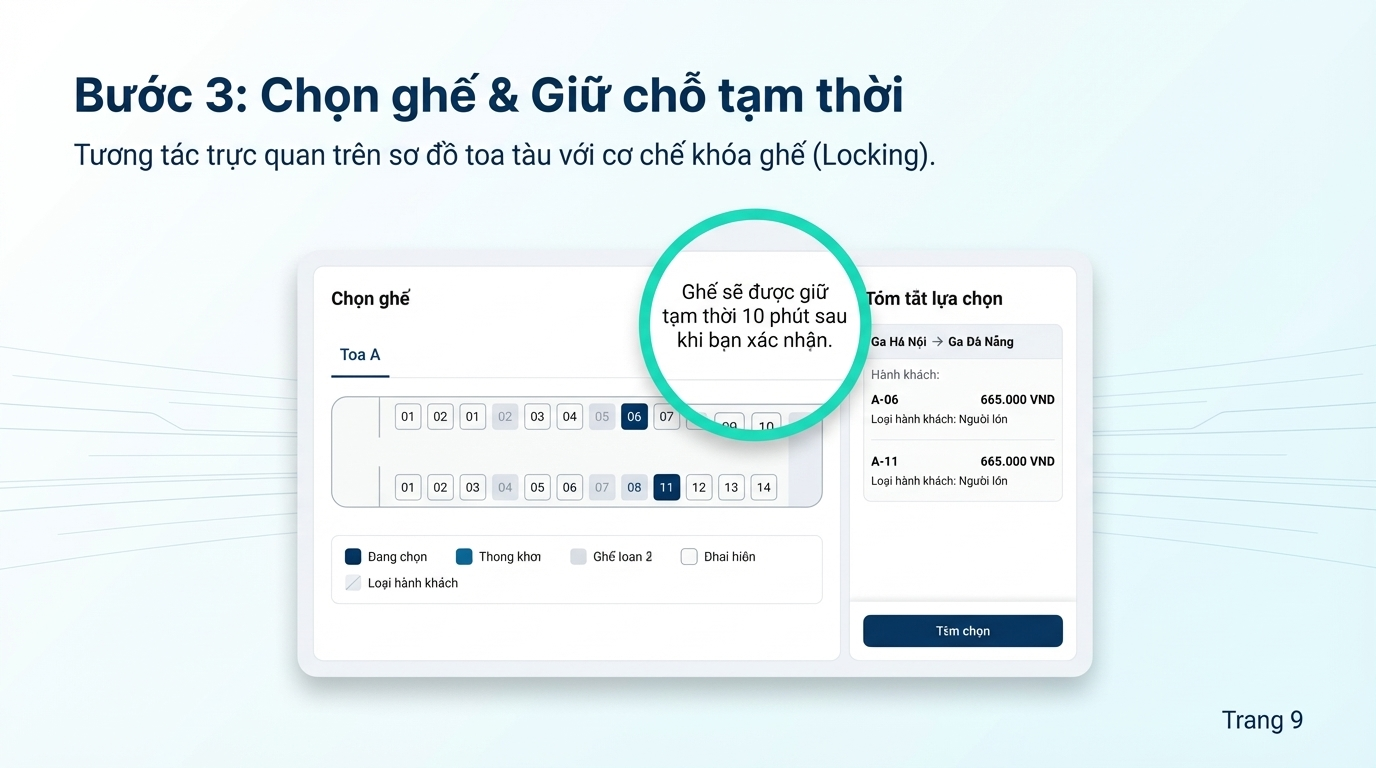 Bước 3: Chọn ghế & Giữ chỗ tạm thời
Tương tác trực quan trên sơ đồ toa tàu với cơ chế khóa ghế (Locking).
Chọn ghế
Toa A
Ghế sẽ được giữ
tạm thời 10 phút sau
khi bạn xác nhận.
01 02 01 02 03 04 05 06 07 09 10
01 02 03 04 05 06 07 08 11 12 13 14
Đang chọn Thong khơi Ghế loan 2 Đhai hiên
Loại hành khách
Tóm tắt lựa chọn
Ga Há Nội → Ga Đá Nẵng
Hành khách:
A-06 665.000 VND
Loại hành khách: Người lón
A-11 665.000 VND
Loại hành khách: Người lón
chọn
Trang 9